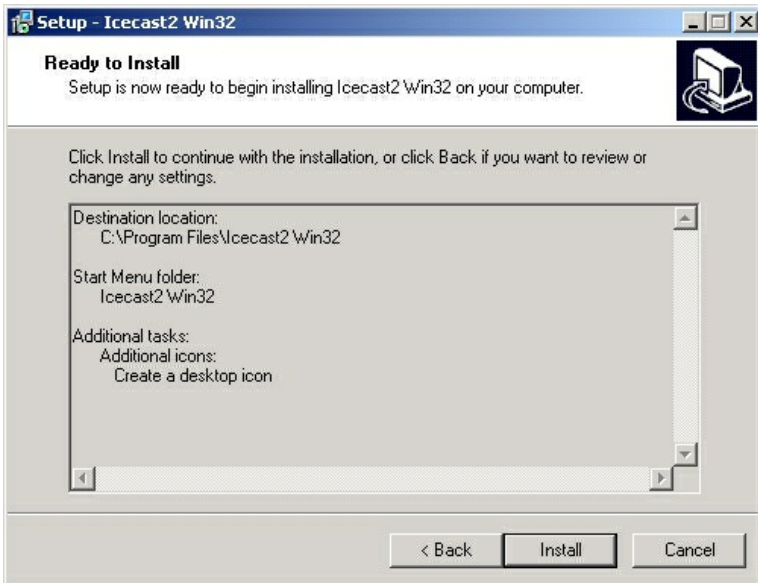 Setup - Icecast2 Win32
Ready to Install
Setup is now ready to begin installing Icecast2 Win32 on your computer.
Click Install to continue with the installation, or click Back if you want to review or
change any settings.
Destination location:
C:\Program Files\Icecast2 Win32
Start Menu folder:
Icecast2 Win32
Additional tasks:
Additional icons:
Create a desktop icon
< Back
Install
Cancel